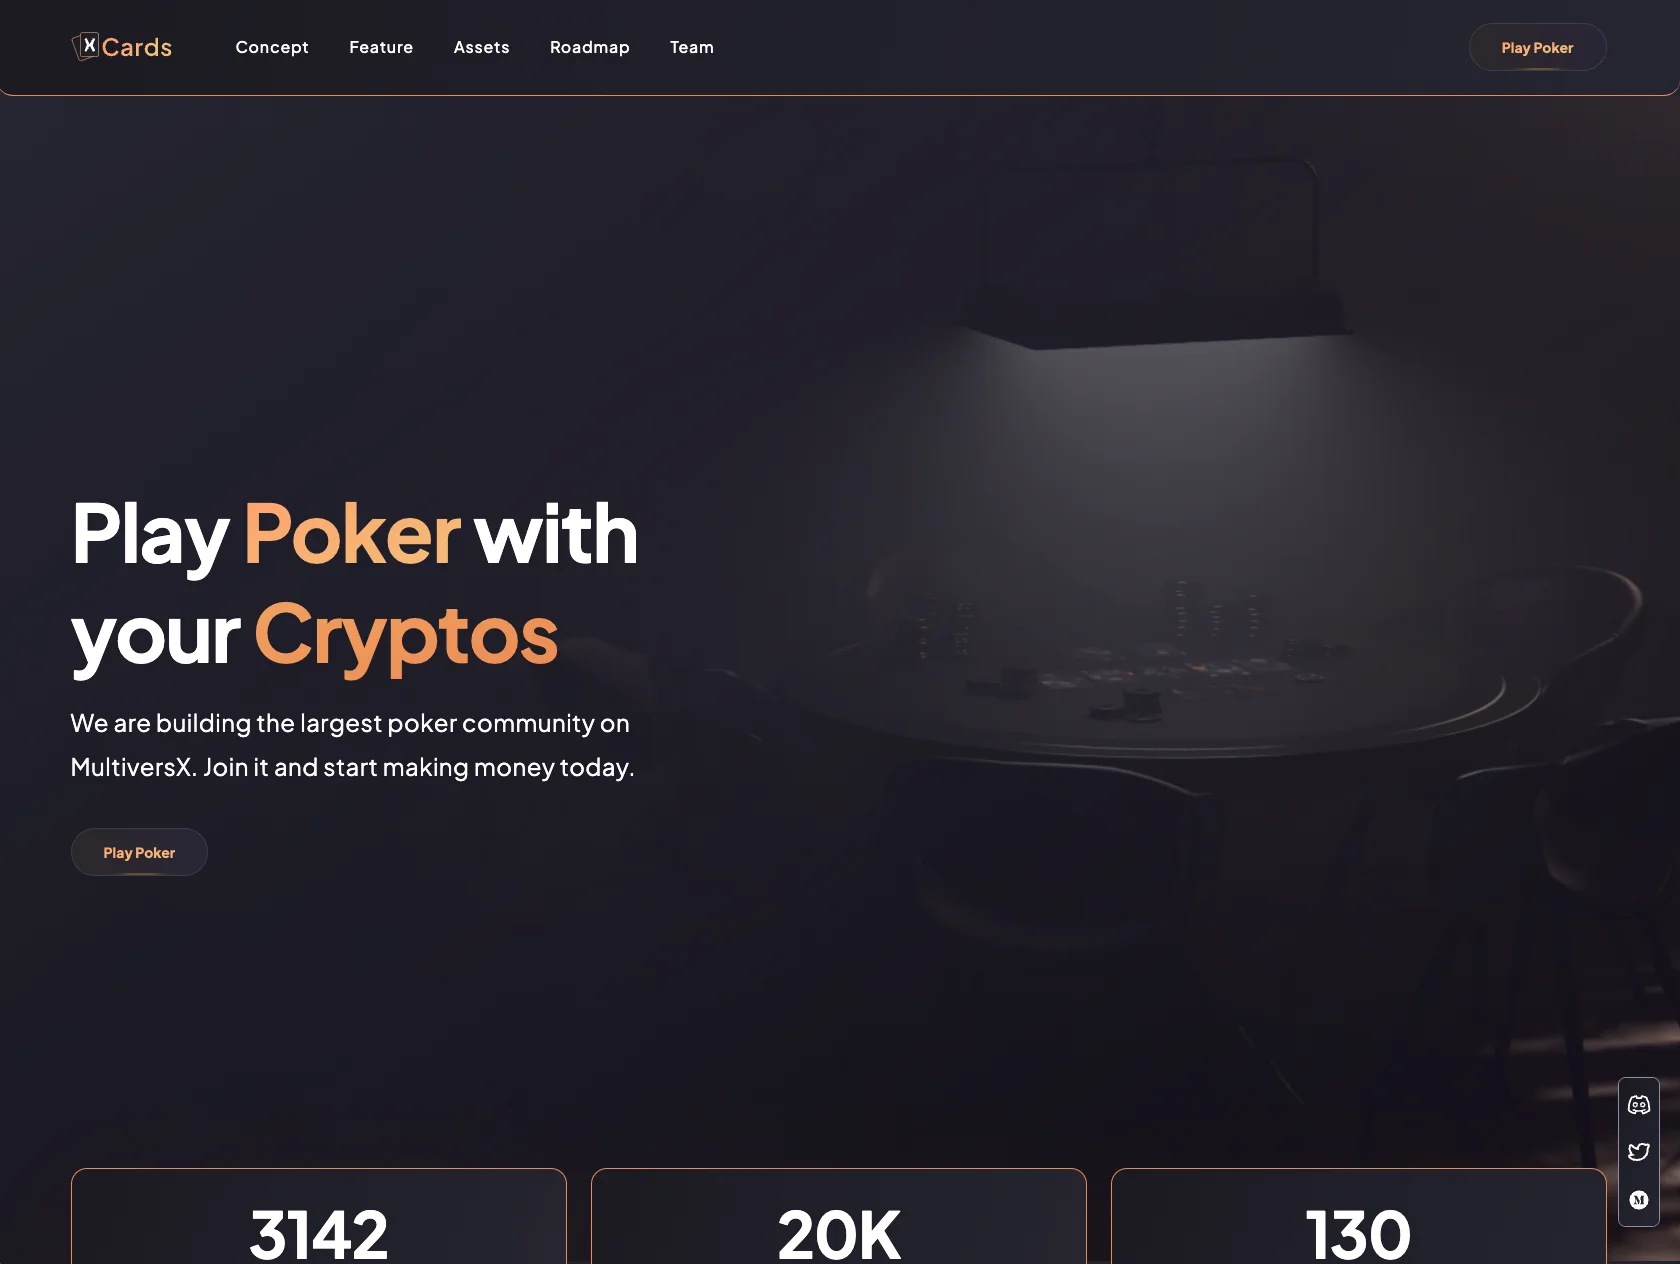 X Cards
Concept
Feature
Assets
Roadmap
Team
Play Poker
Play Poker with
your Cryptos
We are building the largest poker community on
MultiversX. Join it and start making money today.
Play Poker
M
3142
20K
130